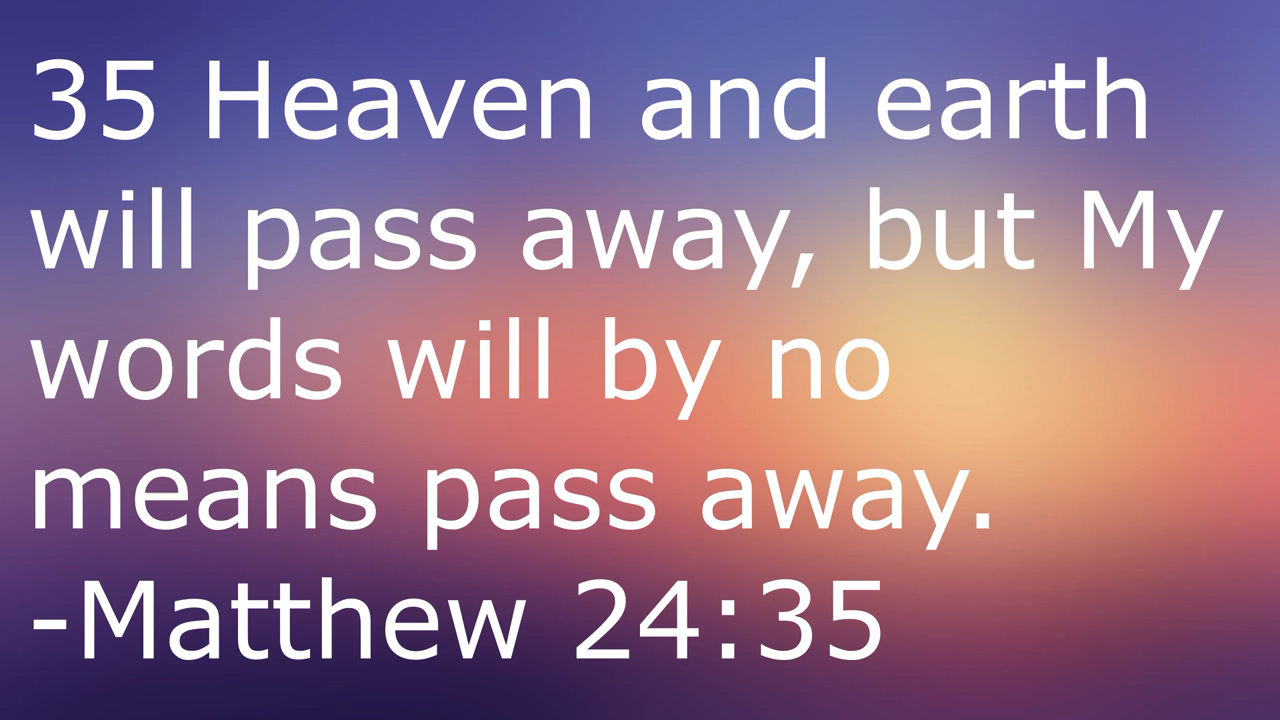 35 Heaven and earth
will pass away, but My
words will by no
means pass away.
-Matthew 24:35